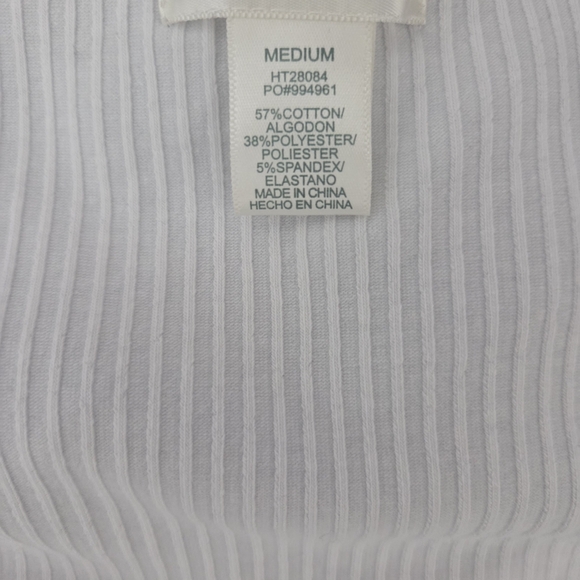 MEDIUM
HT28084
PO#994961
57%COTTON/
ALGODON
38%POLYESTER/
POLIESTER
5%SPANDEX/
ELASTANO
MADE IN CHINA
HECHO EN CHINA